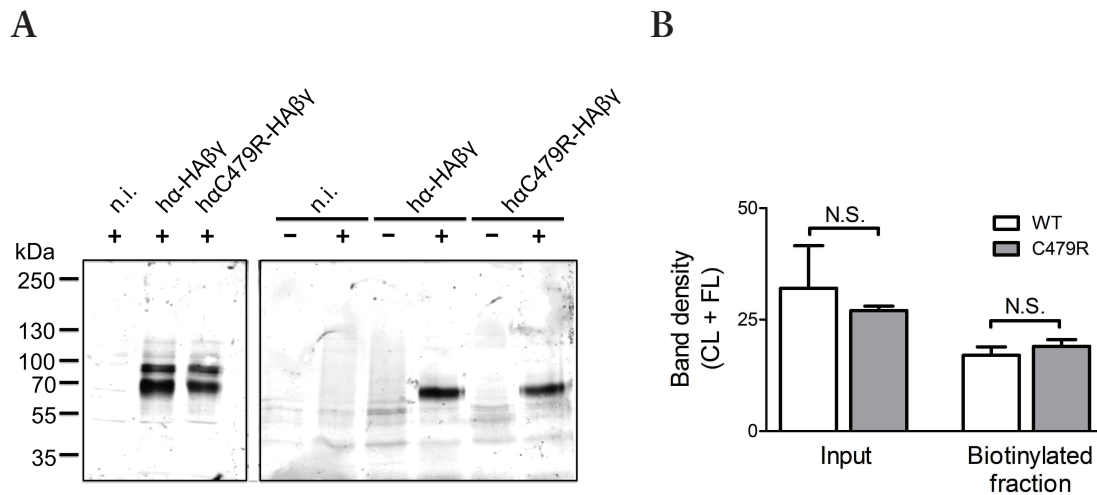 A
n.i.
hα-HAβγ
hαC479R-HAβγ
n.i.
hα-HAβγ
hαC479R-HAβγ
+ + + − + − + − +
kDa
250
130
100
70
55
35
B
50
25
0
Band density
(CL + FL)
N.S.
N.S.
WT
C479R
Input
Biotinylated
fraction